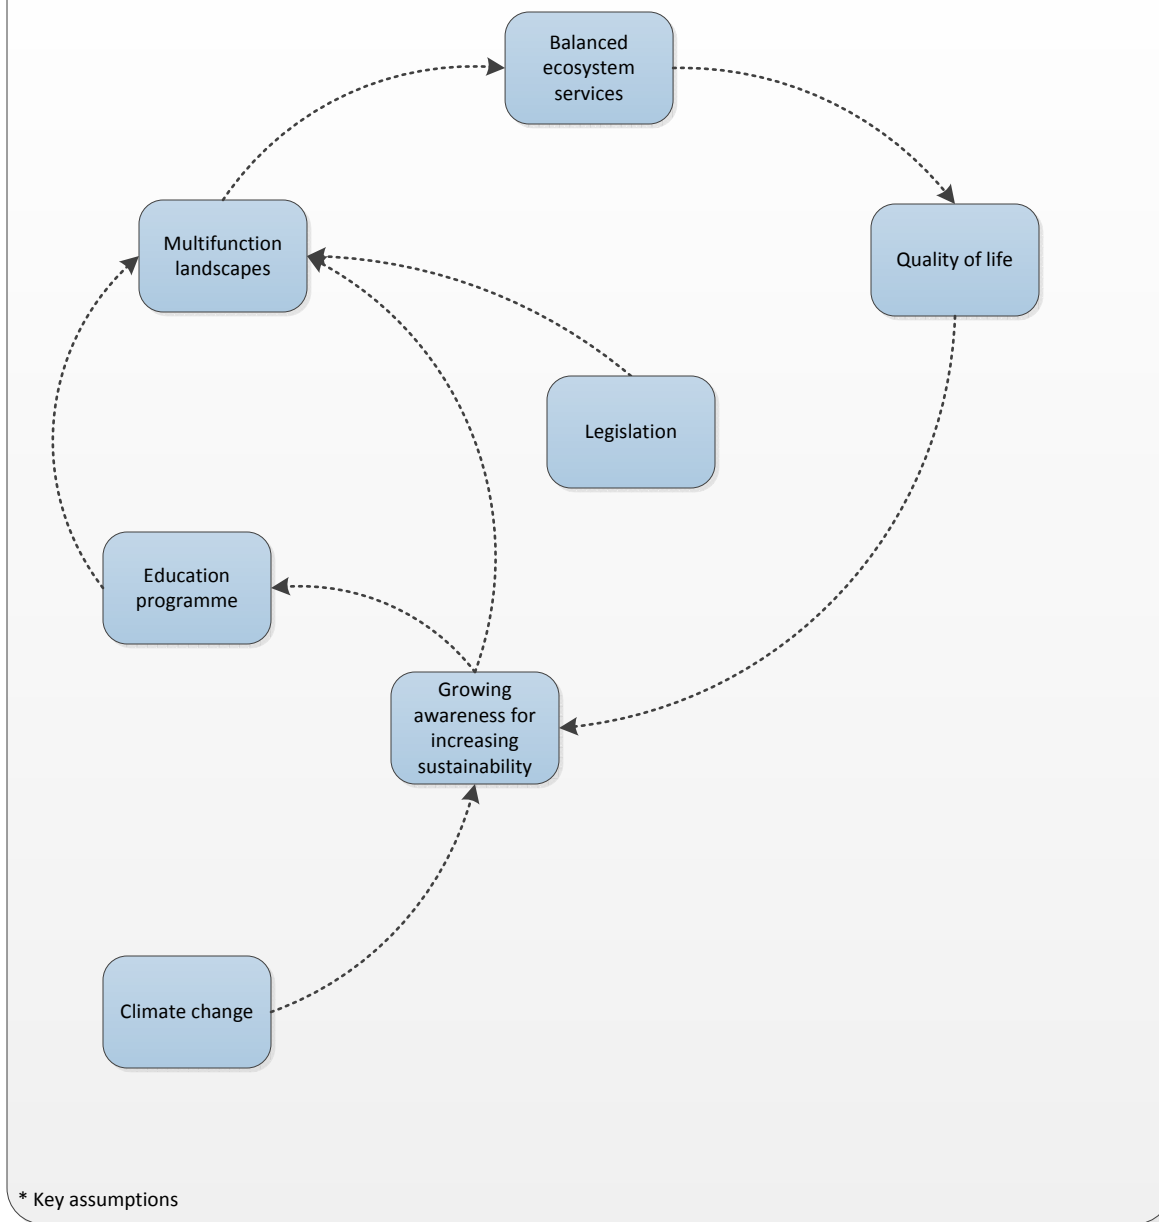 Balanced
ecosystem
services
Multifunction
landscapes
Quality of life
Legislation
Education
programme
Growing
awareness for
increasing
sustainability
Climate change
* Key assumptions